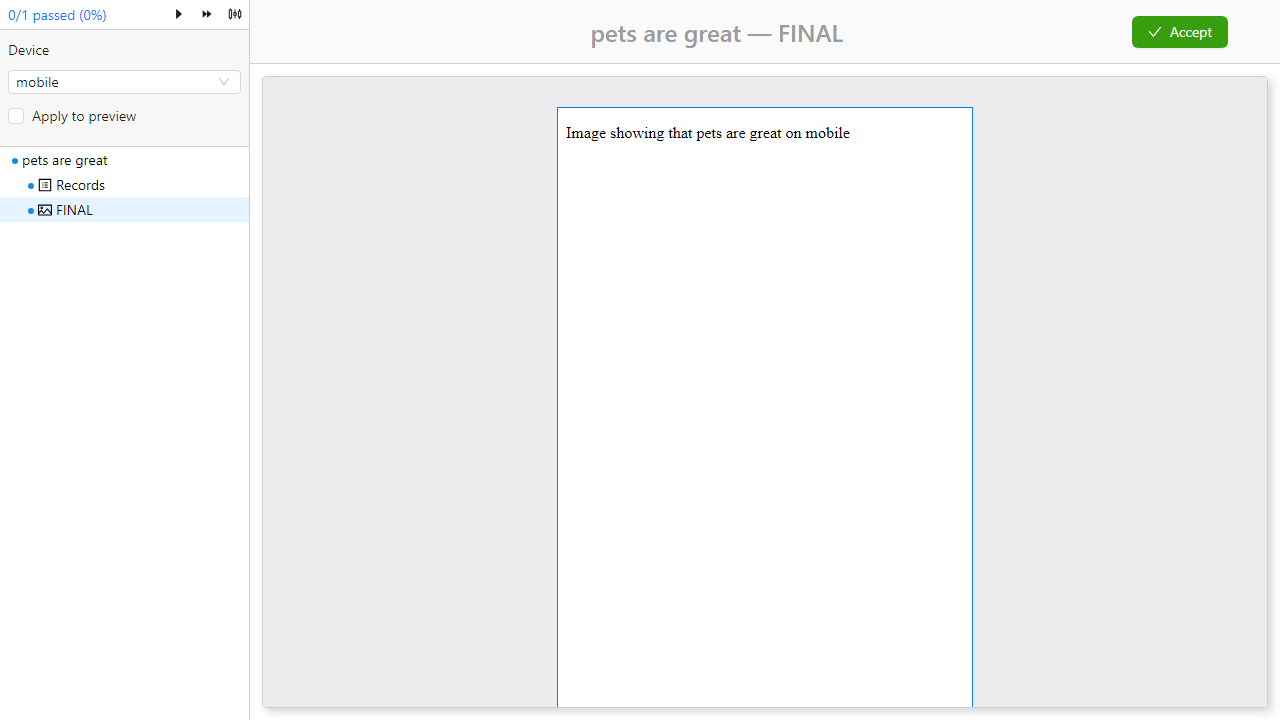 0/1 passed (0%)
Device
mobile
Apply to preview
pets are great
Records
FINAL
pets are great — FINAL
Accept
Image showing that pets are great on mobile